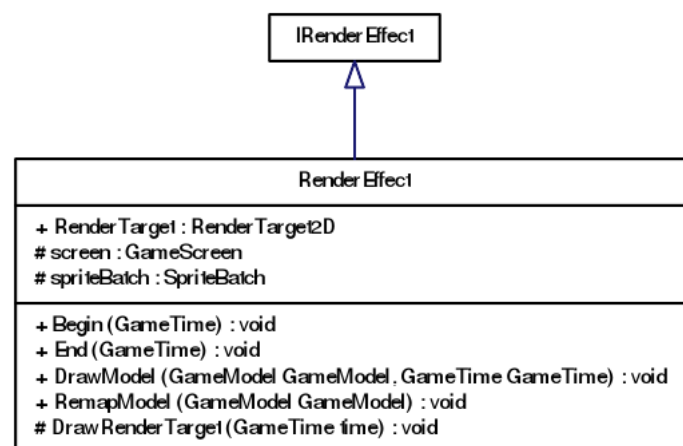 IRenderEffect
RenderEffect
+ RenderTarget : RenderTarget2D
# screen : GameScreen
# spriteBatch : SpriteBatch
+ Begin (GameTime) : void
+ End (GameTime) : void
+ DrawModel (GameModel GameModel, GameTime GameTime) : void
+ RemapModel (GameModel GameModel) : void
# DrawRenderTarget (GameTime time) : void